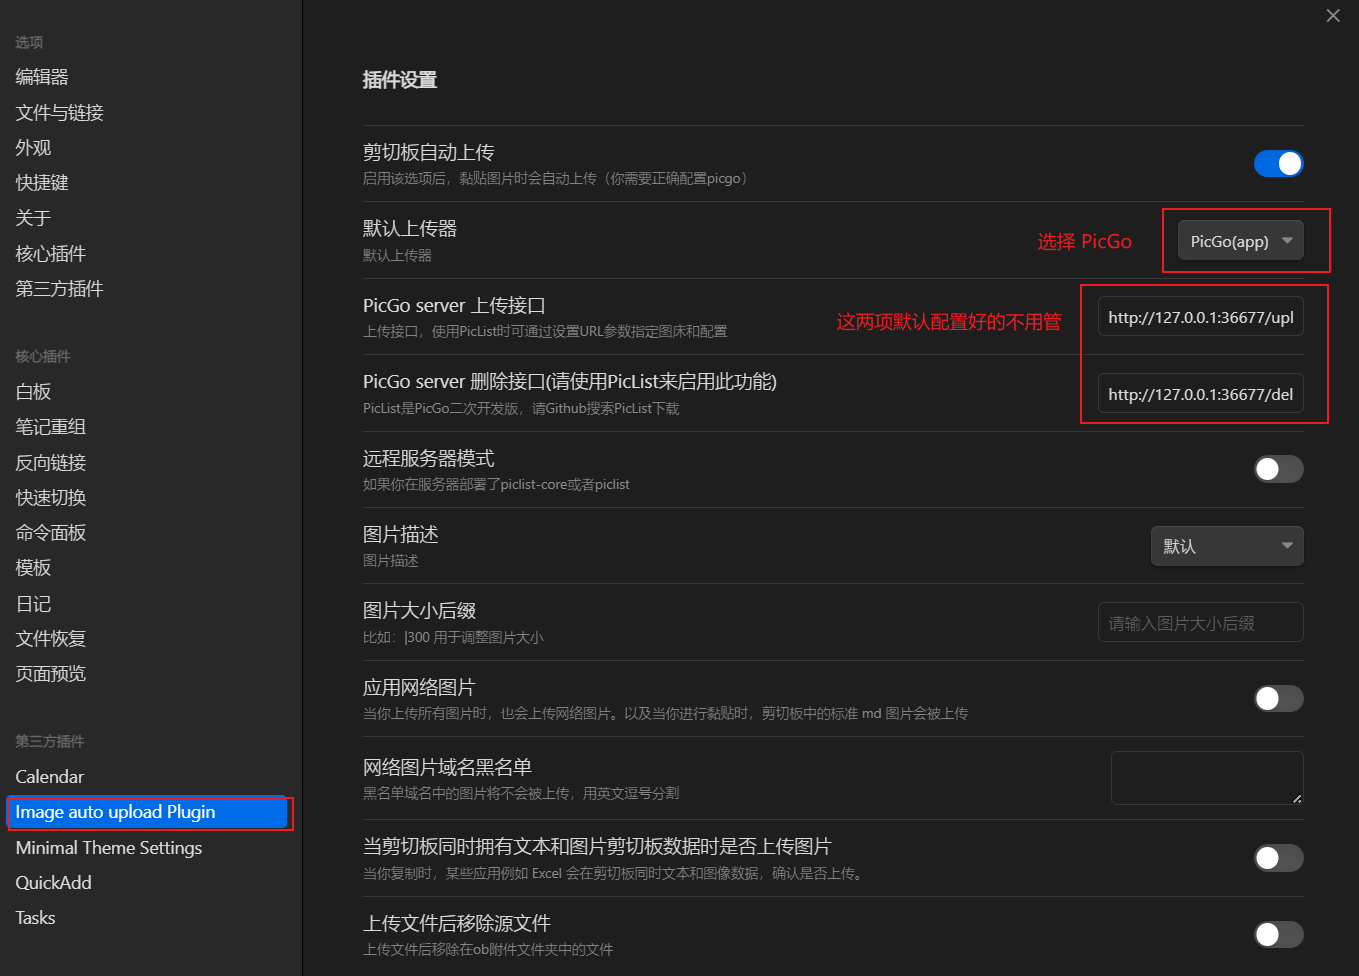 选项
编辑器
文件与链接
外观
快捷键
关于
核心插件
第三方插件
核心插件
白板
笔记重组
反向链接
快速切换
命令面板
模板
日记
文件恢复
页面预览
第三方插件
Calendar
Image auto upload Plugin
Minimal Theme Settings
QuickAdd
Tasks
插件设置
剪切板自动上传
启用该选项后，黏贴图片时会自动上传（你需要正确配置picgo）
默认上传器
默认上传器
选择 PicGo
PicGo(app)
PicGo server 上传接口
上传接口，使用PicList时可通过设置URL参数指定图床和配置
这两项默认配置好的不用管
http://127.0.0.1:36677/upl
PicGo server 删除接口(请使用PicList来启用此功能)
PicList是PicGo二次开发版，请Github搜索PicList下载
http://127.0.0.1:36677/del
远程服务器模式
如果你在服务器部署了piclist-core或者piclist
图片描述
图片描述
默认
图片大小后缀
比如：|300 用于调整图片大小
请输入图片大小后缀
应用网络图片
当你上传所有图片时，也会上传网络图片。以及当你进行黏贴时，剪切板中的标准 md 图片会被上传
网络图片域名黑名单
黑名单域名中的图片将不会被上传，用英文逗号分割
当剪切板同时拥有文本和图片剪切板数据时是否上传图片
当你复制时，某些应用例如 Excel 会在剪切板同时文本和图像数据，确认是否上传。
上传文件后移除源文件
上传文件后移除在ob附件文件夹中的文件